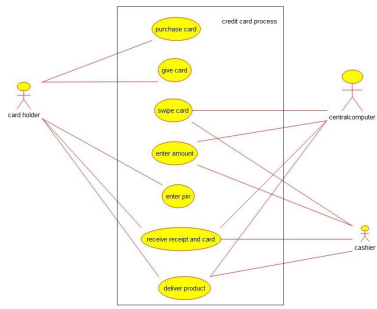 credit card process
purchase card
give card
card holder
swipe card
centralcomputer
enter amount
enter pin
receive receipt and card
cashier
deliver product